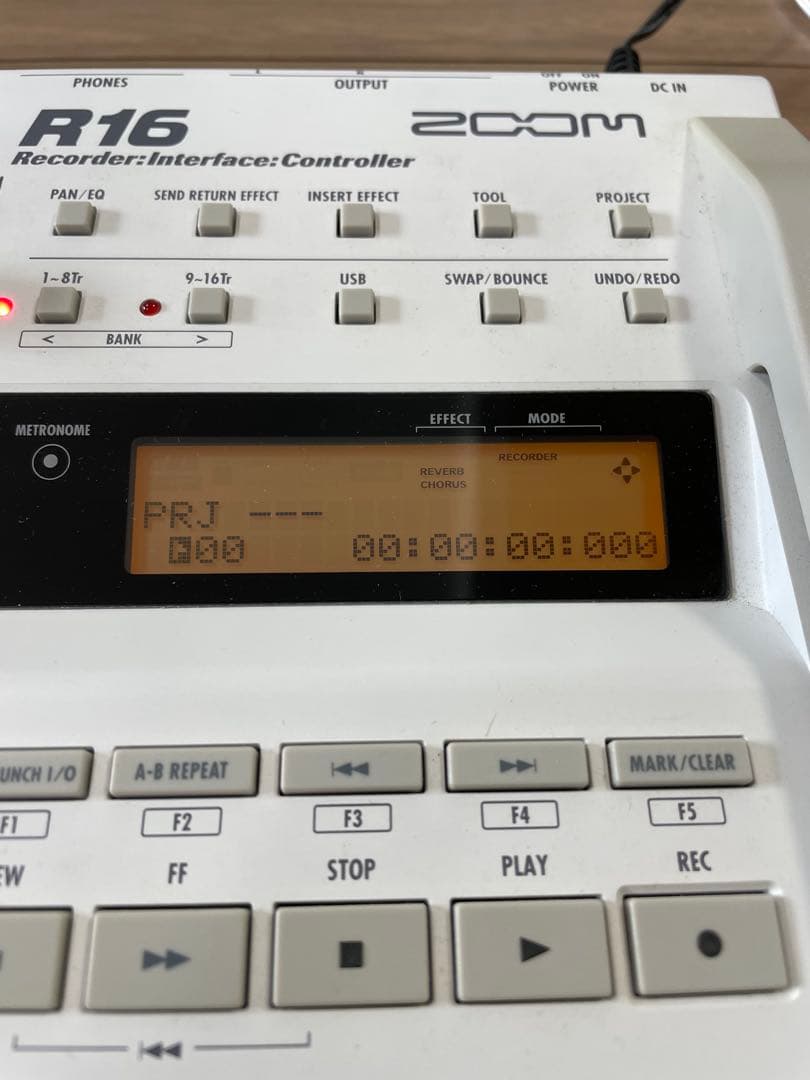 PHONES OUTPUT OFF ON
POWER DC IN
R16 ZOOM
Recorder:Interface:Controller
PAN/EQ SEND RETURN EFFECT INSERT EFFECT TOOL PROJECT
1~8Tr 9~16Tr USB SWAP/BOUNCE UNDO/REDO
< BANK >
METRONOME EFFECT MODE
RECORDER
REVERB
CHORUS
PRJ ---
00 00:00:00:000
A-B REPEAT MARK/CLEAR
F1 F2 F3 F4 F5
FF STOP PLAY REC